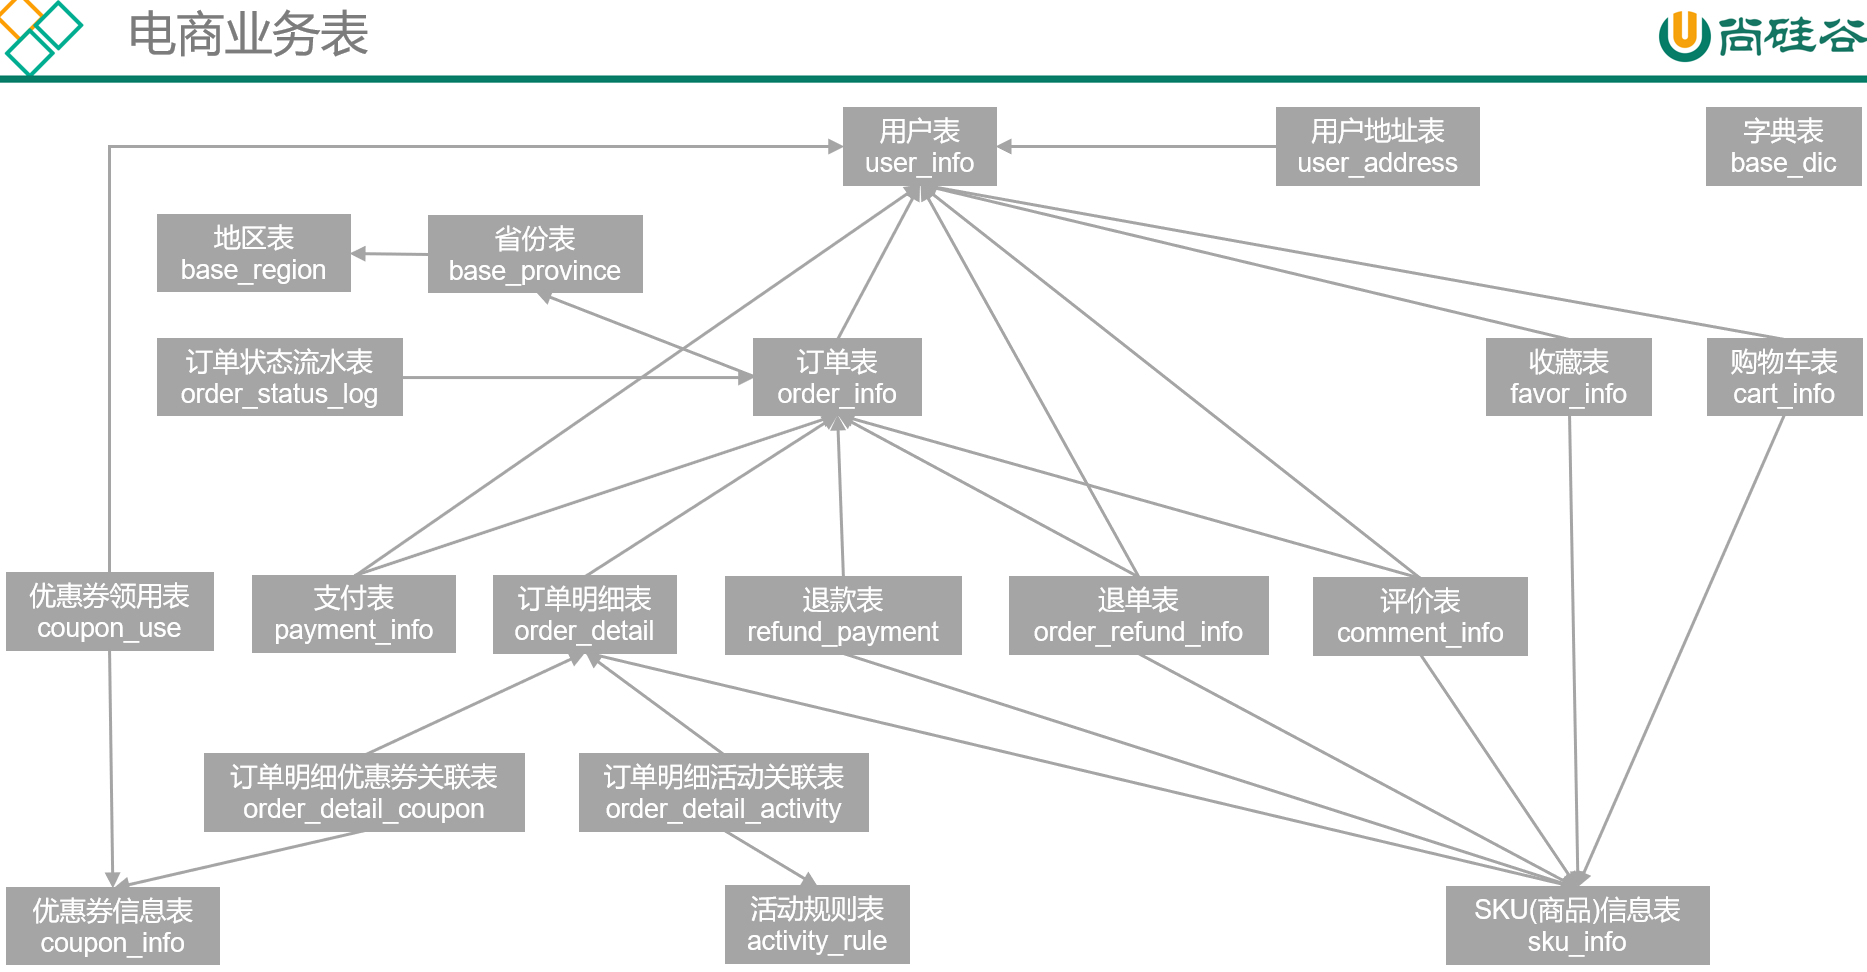 电商业务表
尚硅谷
用户表
user_info
用户地址表
user_address
字典表
base_dic
地区表
base_region
省份表
base_province
订单状态流水表
order_status_log
订单表
order_info
收藏表
favor_info
购物车表
cart_info
优惠券领用表
coupon_use
支付表
payment_info
订单明细表
order_detail
退款表
refund_payment
退单表
order_refund_info
评价表
comment_info
订单明细优惠券关联表
order_detail_coupon
订单明细活动关联表
order_detail_activity
优惠券信息表
coupon_info
活动规则表
activity_rule
SKU(商品)信息表
sku_info